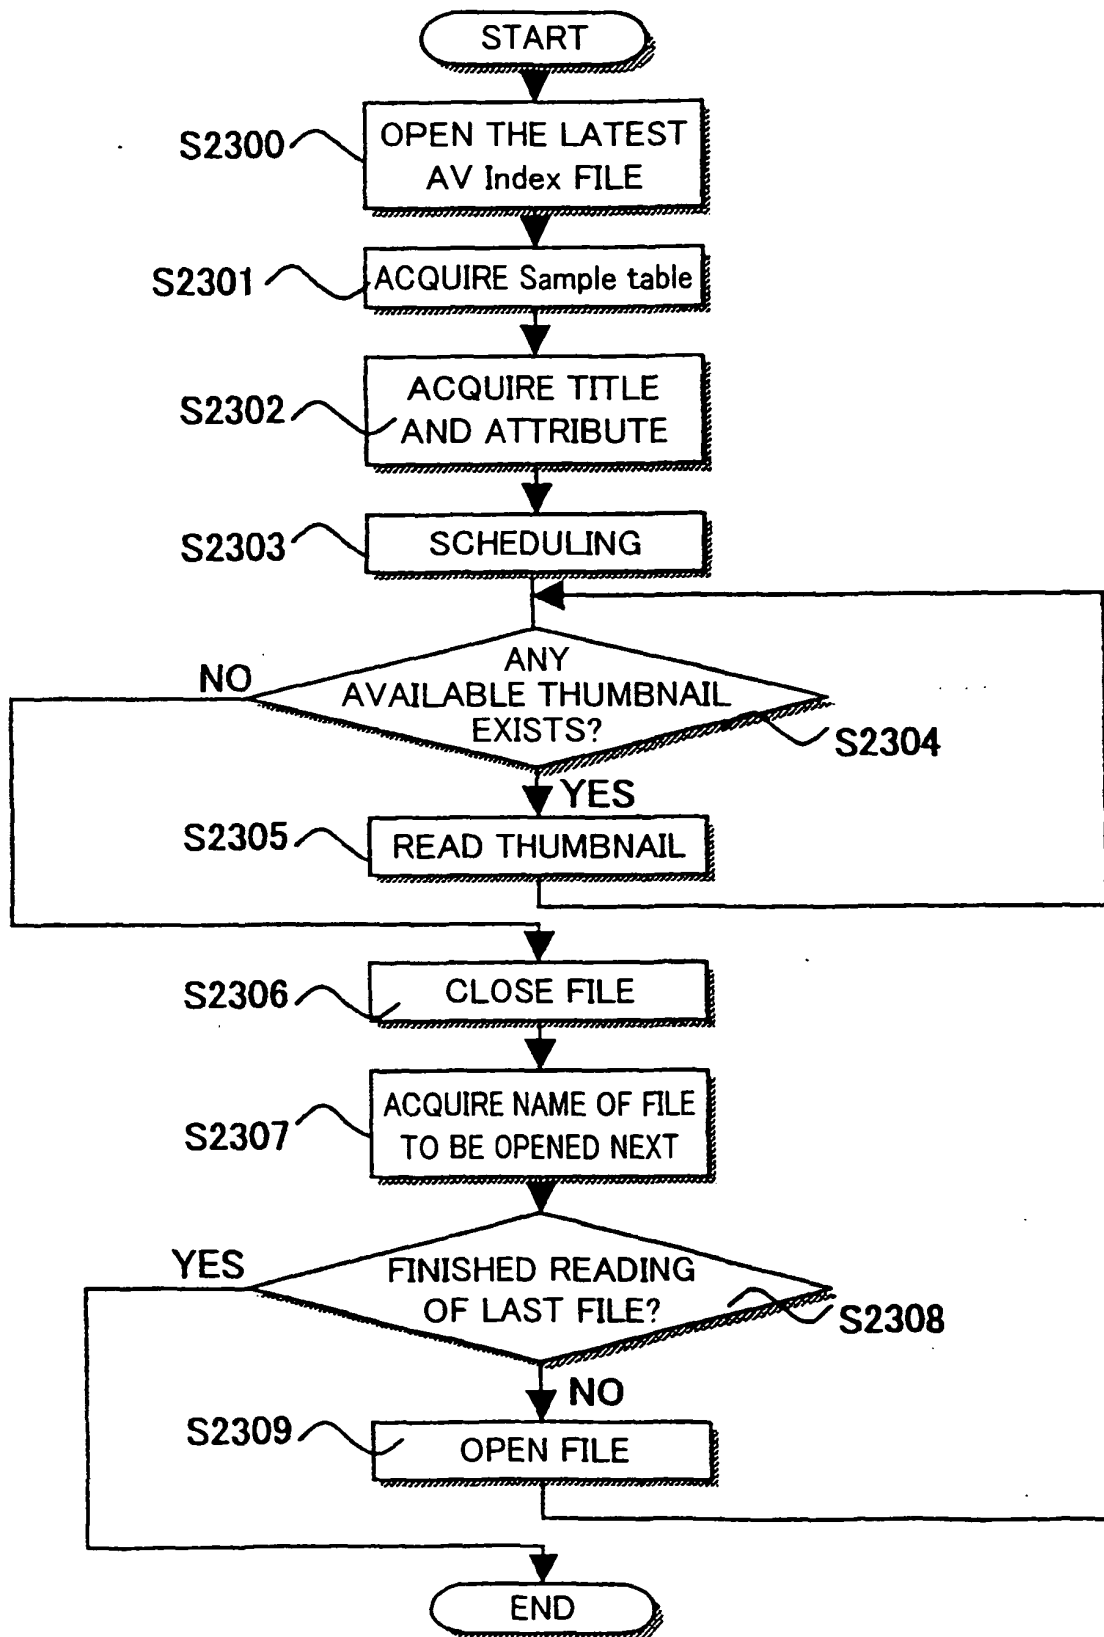 START
S2300
OPEN THE LATEST
AV Index FILE
S2301
ACQUIRE Sample table
S2302
ACQUIRE TITLE
AND ATTRIBUTE
S2303
SCHEDULING
NO
ANY
AVAILABLE THUMBNAIL
EXISTS?
S2304
YES
S2305
READ THUMBNAIL
S2306
CLOSE FILE
S2307
ACQUIRE NAME OF FILE
TO BE OPENED NEXT
YES
FINISHED READING
OF LAST FILE?
S2308
NO
S2309
OPEN FILE
END